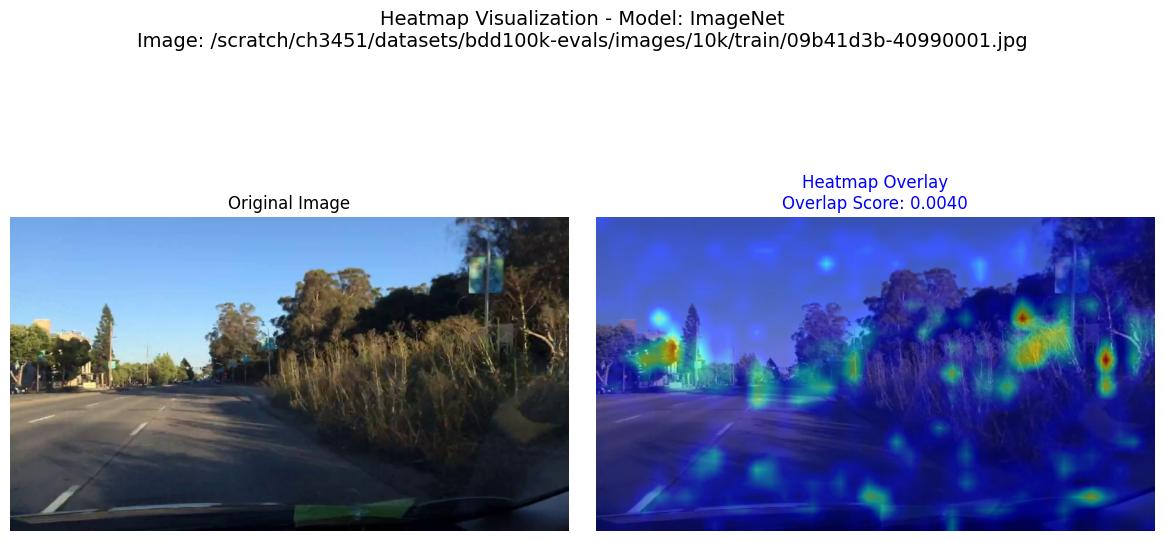 Heatmap Visualization - Model: ImageNet
Image: /scratch/ch3451/datasets/bdd100k-evals/images/10k/train/09b41d3b-40990001.jpg
Original Image
Heatmap Overlay
Overlap Score: 0.0040